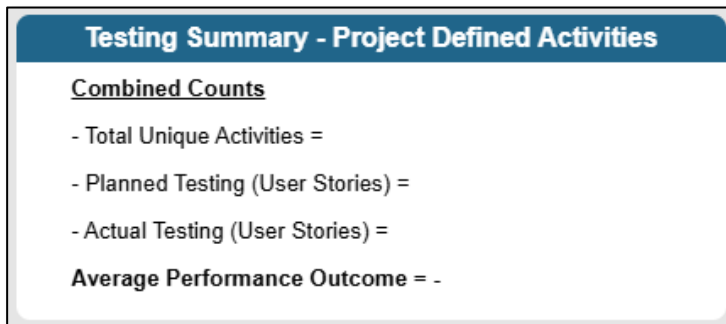 Testing Summary - Project Defined Activities
Combined Counts
- Total Unique Activities =
- Planned Testing (User Stories) =
- Actual Testing (User Stories) =
Average Performance Outcome = -